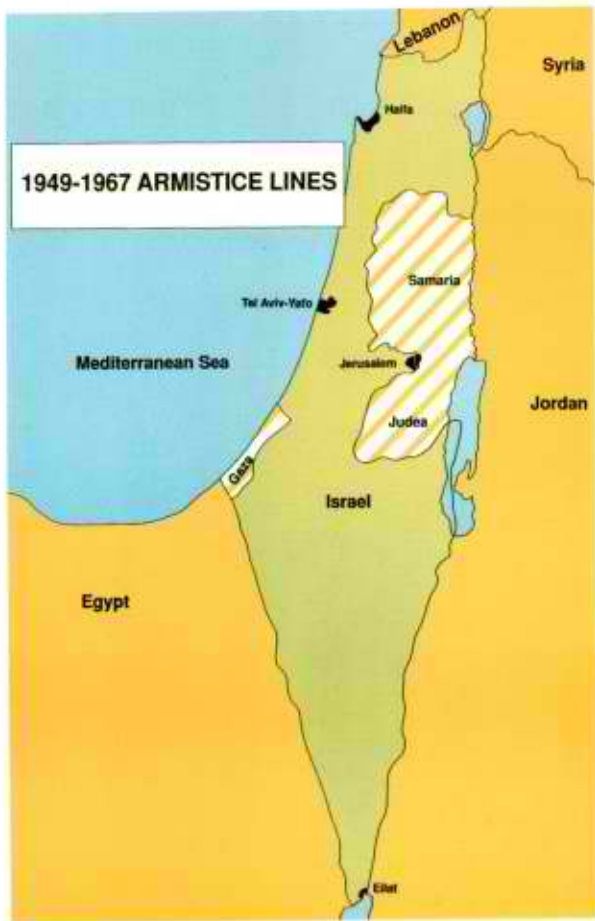 Lebanon
Syria
Haifa
1949-1967 ARMISTICE LINES
Samaria
Tel Aviv-Yafo
Mediterranean Sea
Jerusalem
Jordan
Judea
Gaza
Israel
Egypt
Eilat